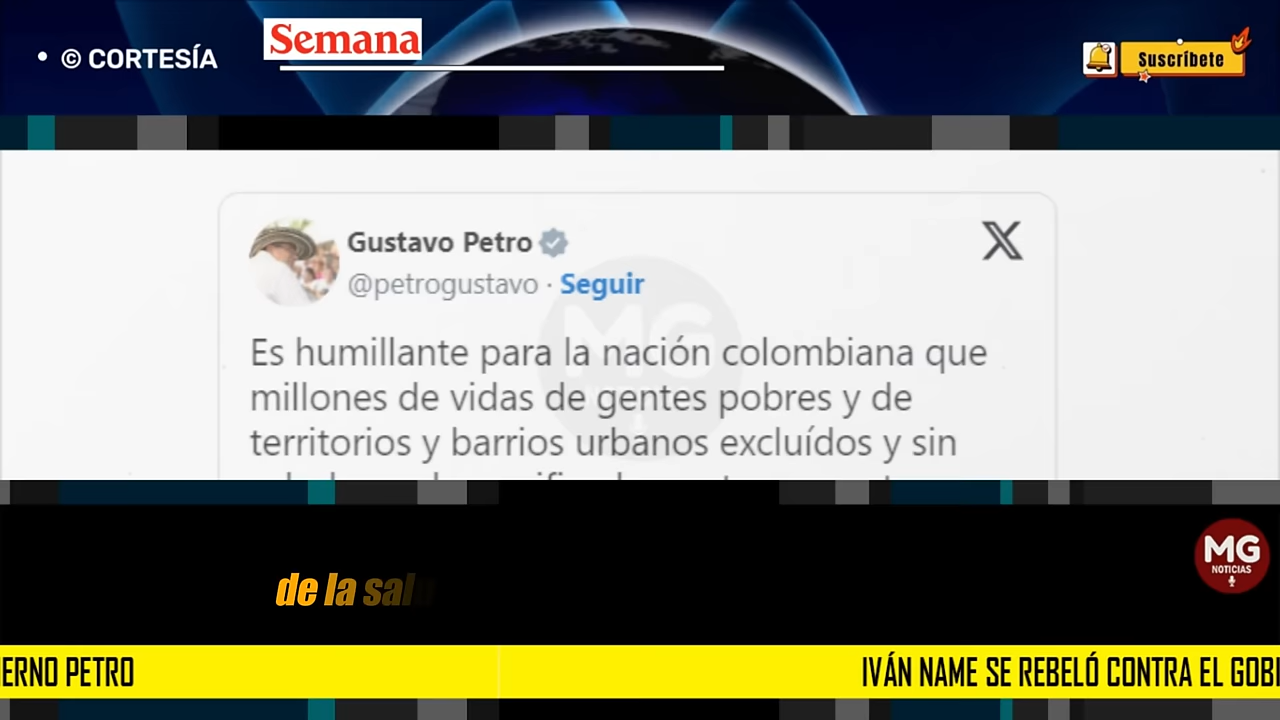 • © CORTESÍA
Semana
Suscríbete
Gustavo Petro
@petrogustavo · Seguir
Es humillante para la nación colombiana que
millones de vidas de gentes pobres y de
territorios y barrios urbanos excluídos y sin
de la sal
MG
NOTICIAS
ERNO PETRO
IVÁN NAME SE REBELÓ CONTRA EL GOBI